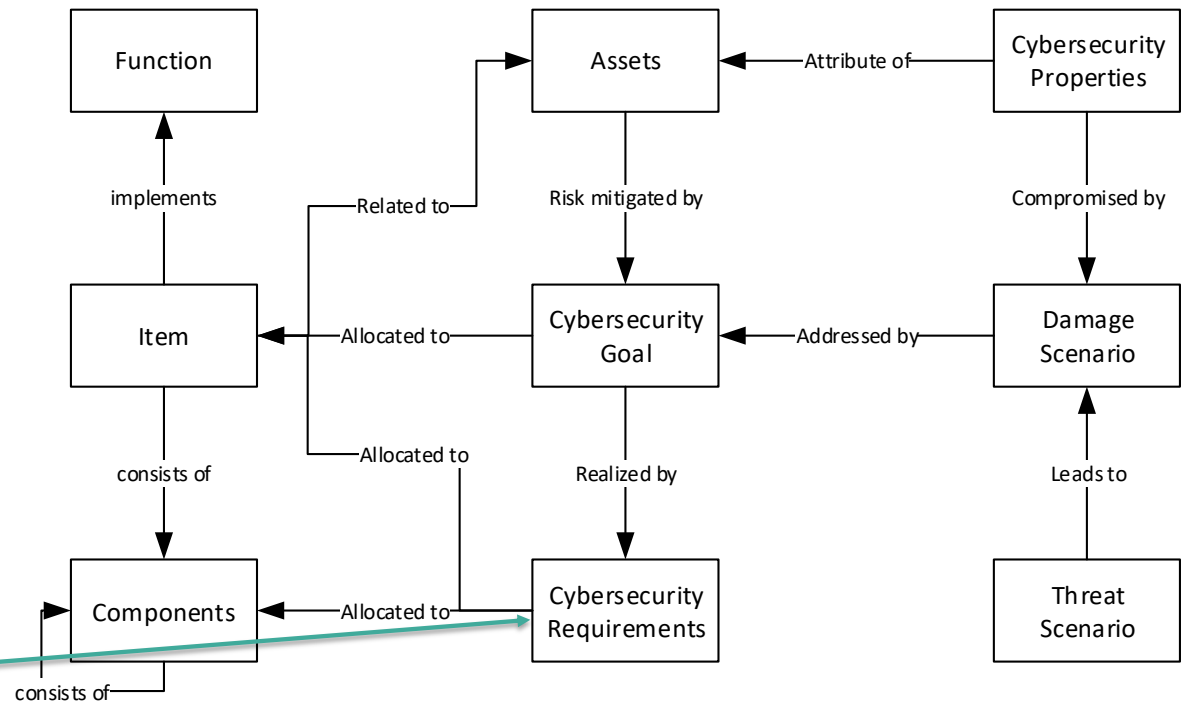 Function
Assets
Cybersecurity
Properties
Attribute of
implements
Related to
Risk mitigated by
Compromised by
Item
Allocated to
Cybersecurity
Goal
Addressed by
Damage
Scenario
Allocated to
consists of
Realized by
Leads to
Components
Allocated to
Cybersecurity
Requirements
Threat
Scenario
consists of